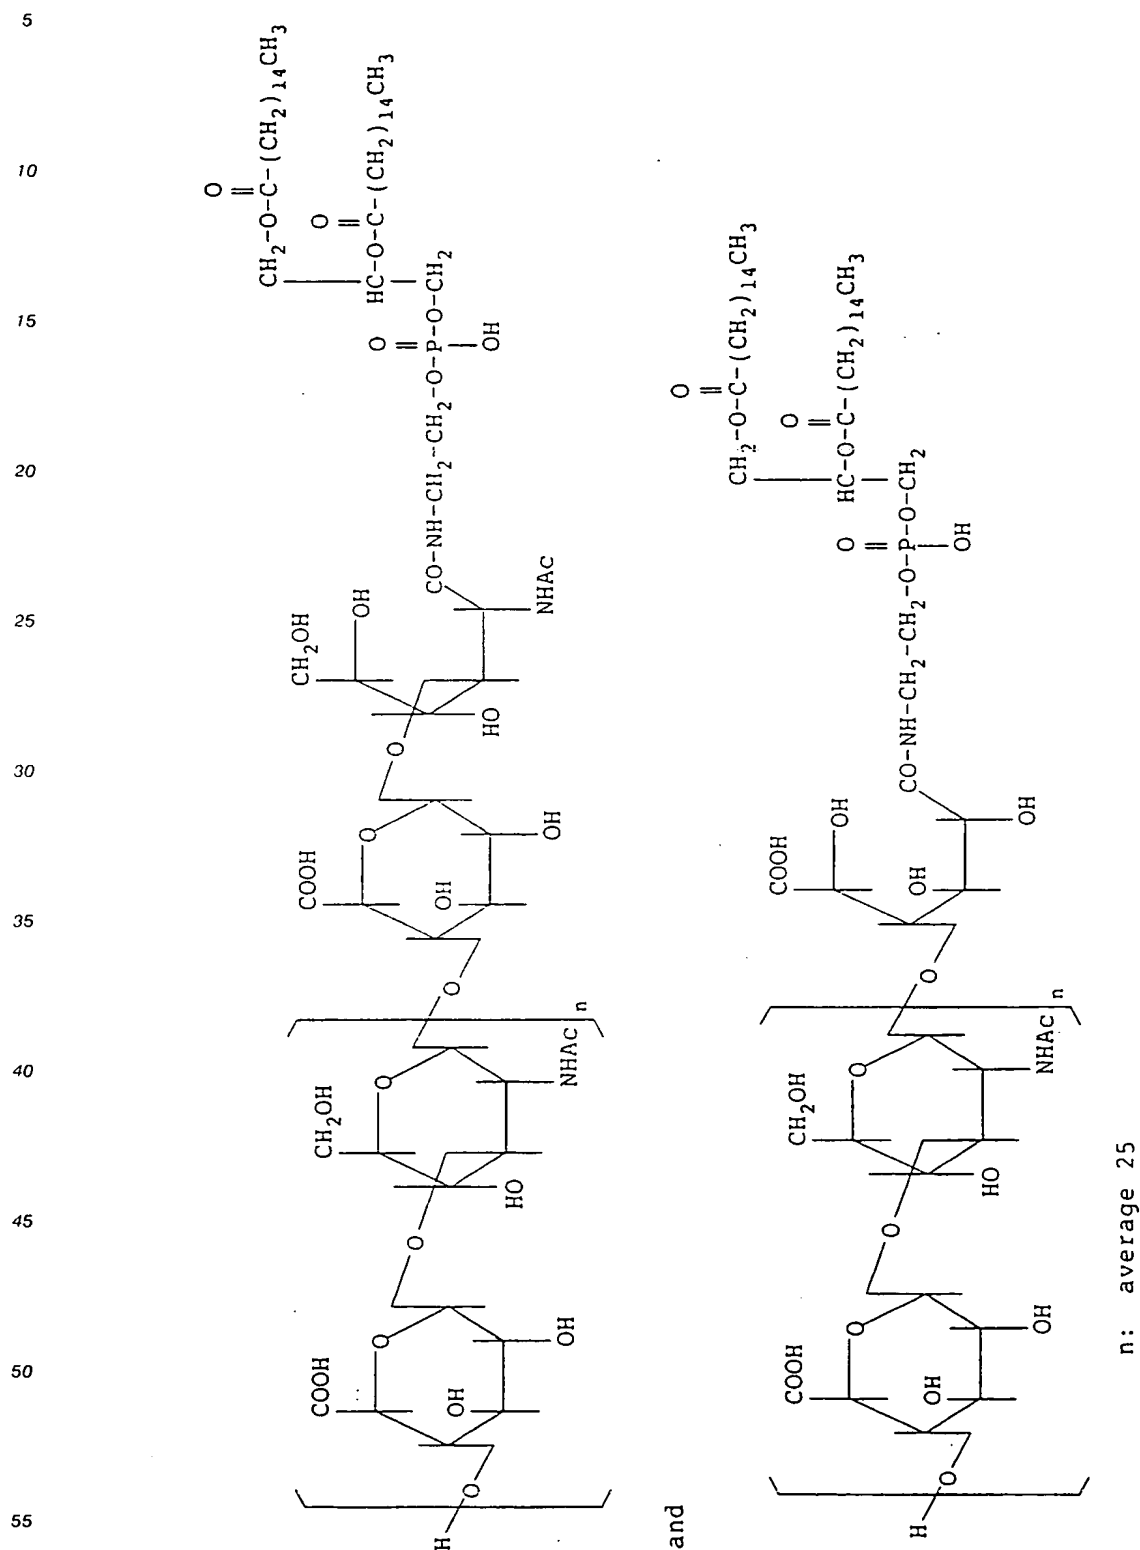 5
10
15
20
25
30
35
40
45
50
55
CH2-O-C-(CH2)14CH3
O
HC-O-C-(CH2)14CH3
O
CO-NH-CH2-CH2-O-P-O-CH2
O
OH
CH2OH
OH
HO
NHAc
O
COOH
O
OH
OH
O
CH2OH
O
HO
NHAc
n
O
COOH
O
OH
OH
H
O
and
CH2-O-C-(CH2)14CH3
O
HC-O-C-(CH2)14CH3
O
CO-NH-CH2-CH2-O-P-O-CH2
O
OH
COOH
OH
OH
OH
O
CH2OH
O
HO
NHAc
n
O
COOH
O
OH
OH
H
O
n: average 25